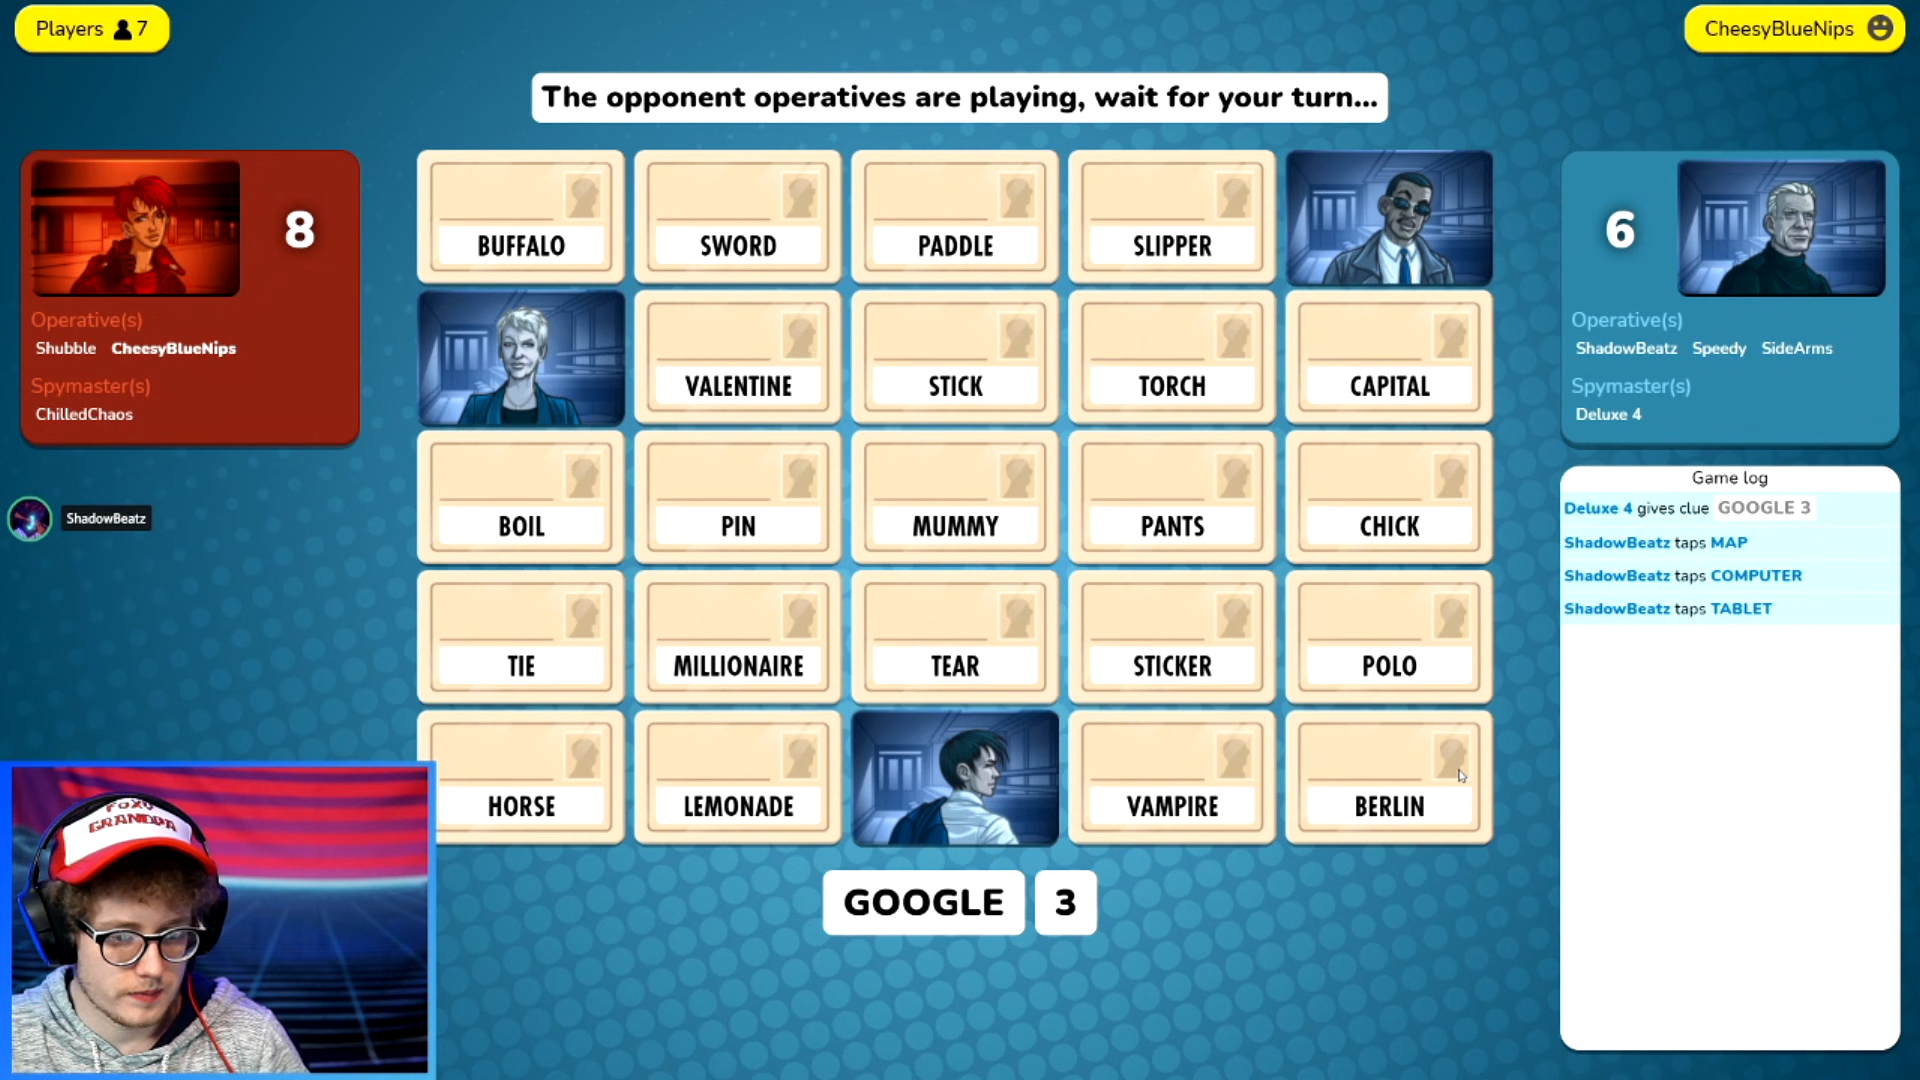 Players 7
CheesyBlueNips
The opponent operatives are playing, wait for your turn...
8
Operative(s)
Shubble CheesyBlueNips
Spymaster(s)
ChilledChaos
ShadowBeatz
BUFFALO
SWORD
PADDLE
SLIPPER
VALENTINE
STICK
TORCH
CAPITAL
BOIL
PIN
MUMMY
PANTS
CHICK
TIE
MILLIONAIRE
TEAR
STICKER
POLO
HORSE
LEMONADE
VAMPIRE
BERLIN
GOOGLE 3
6
Operative(s)
ShadowBeatz Speedy SideArms
Spymaster(s)
Deluxe 4
Game log
Deluxe 4 gives clue GOOGLE 3
ShadowBeatz taps MAP
ShadowBeatz taps COMPUTER
ShadowBeatz taps TABLET
FOXY
GRANDPA